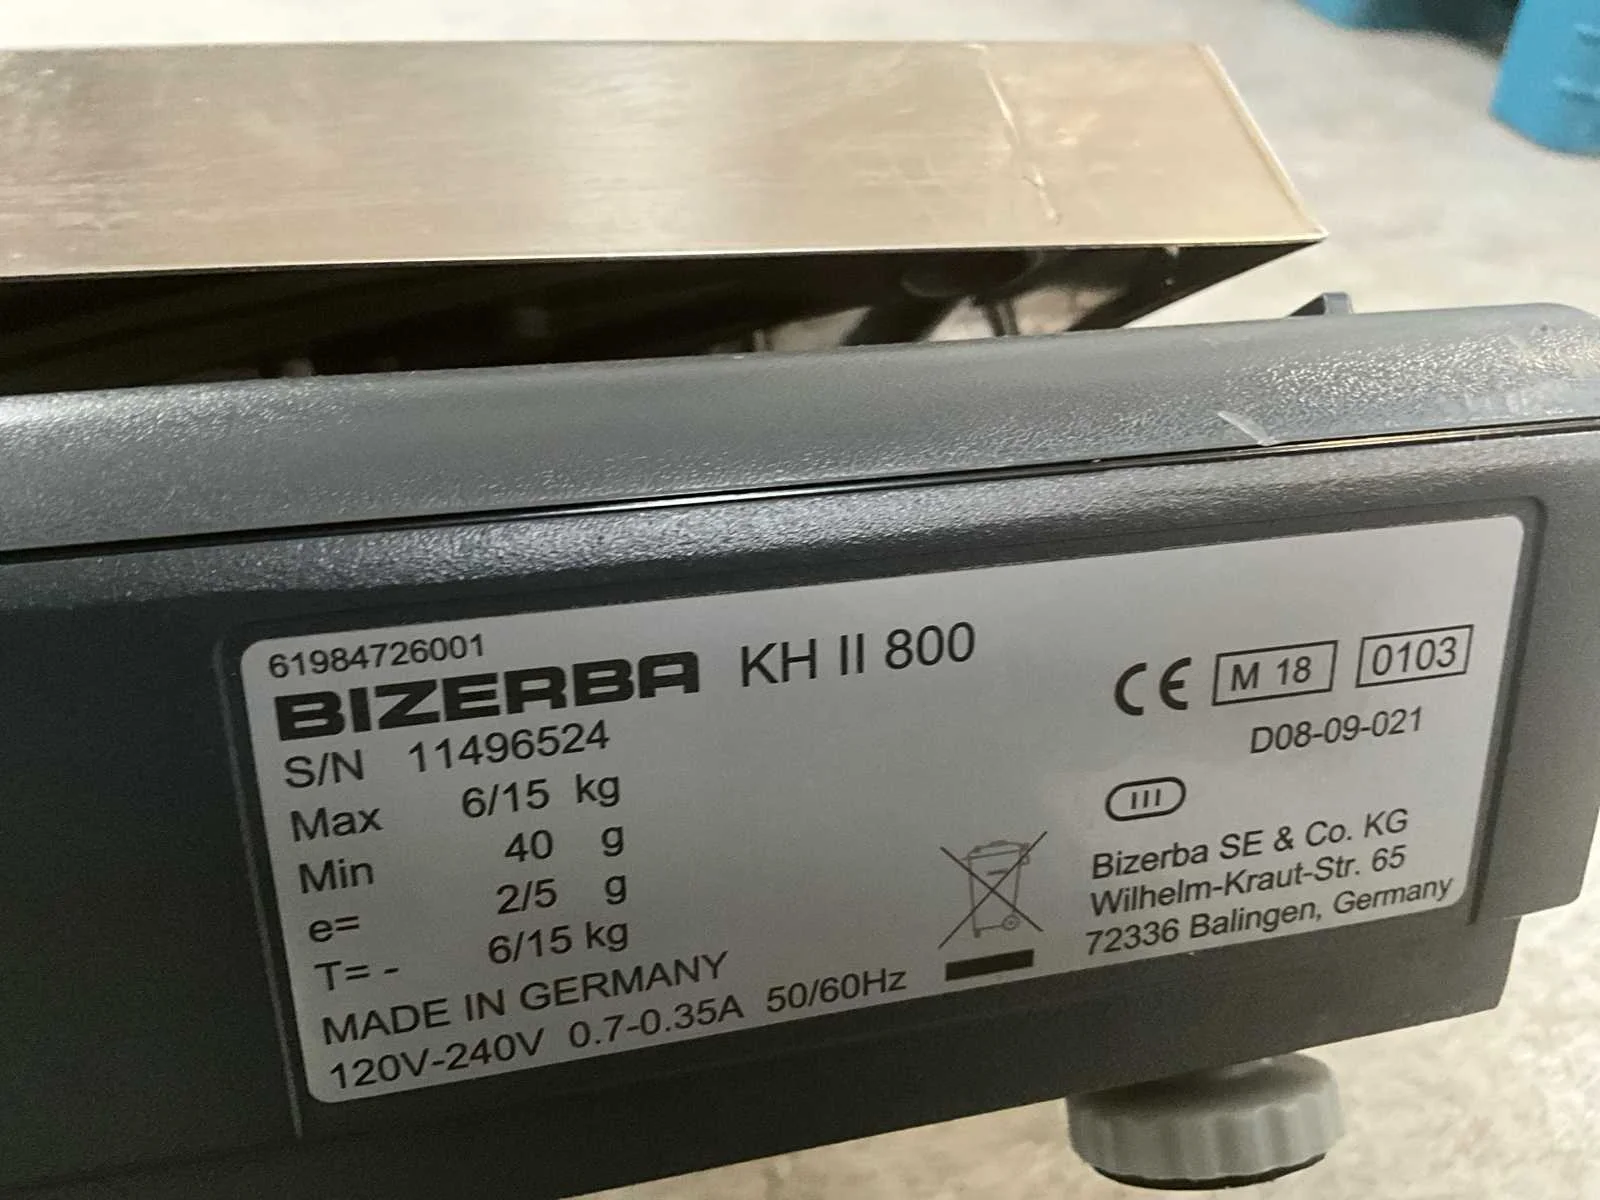 61984726001
BIZERBA KH II 800
S/N 11496524
Max 6/15 kg
Min 40 g
e= 2/5 g
T= - 6/15 kg
MADE IN GERMANY
120V-240V 0.7-0.35A 50/60Hz
CE M 18 0103
D08-09-021
III
Bizerba SE & Co. KG
Wilhelm-Kraut-Str. 65
72336 Balingen, Germany